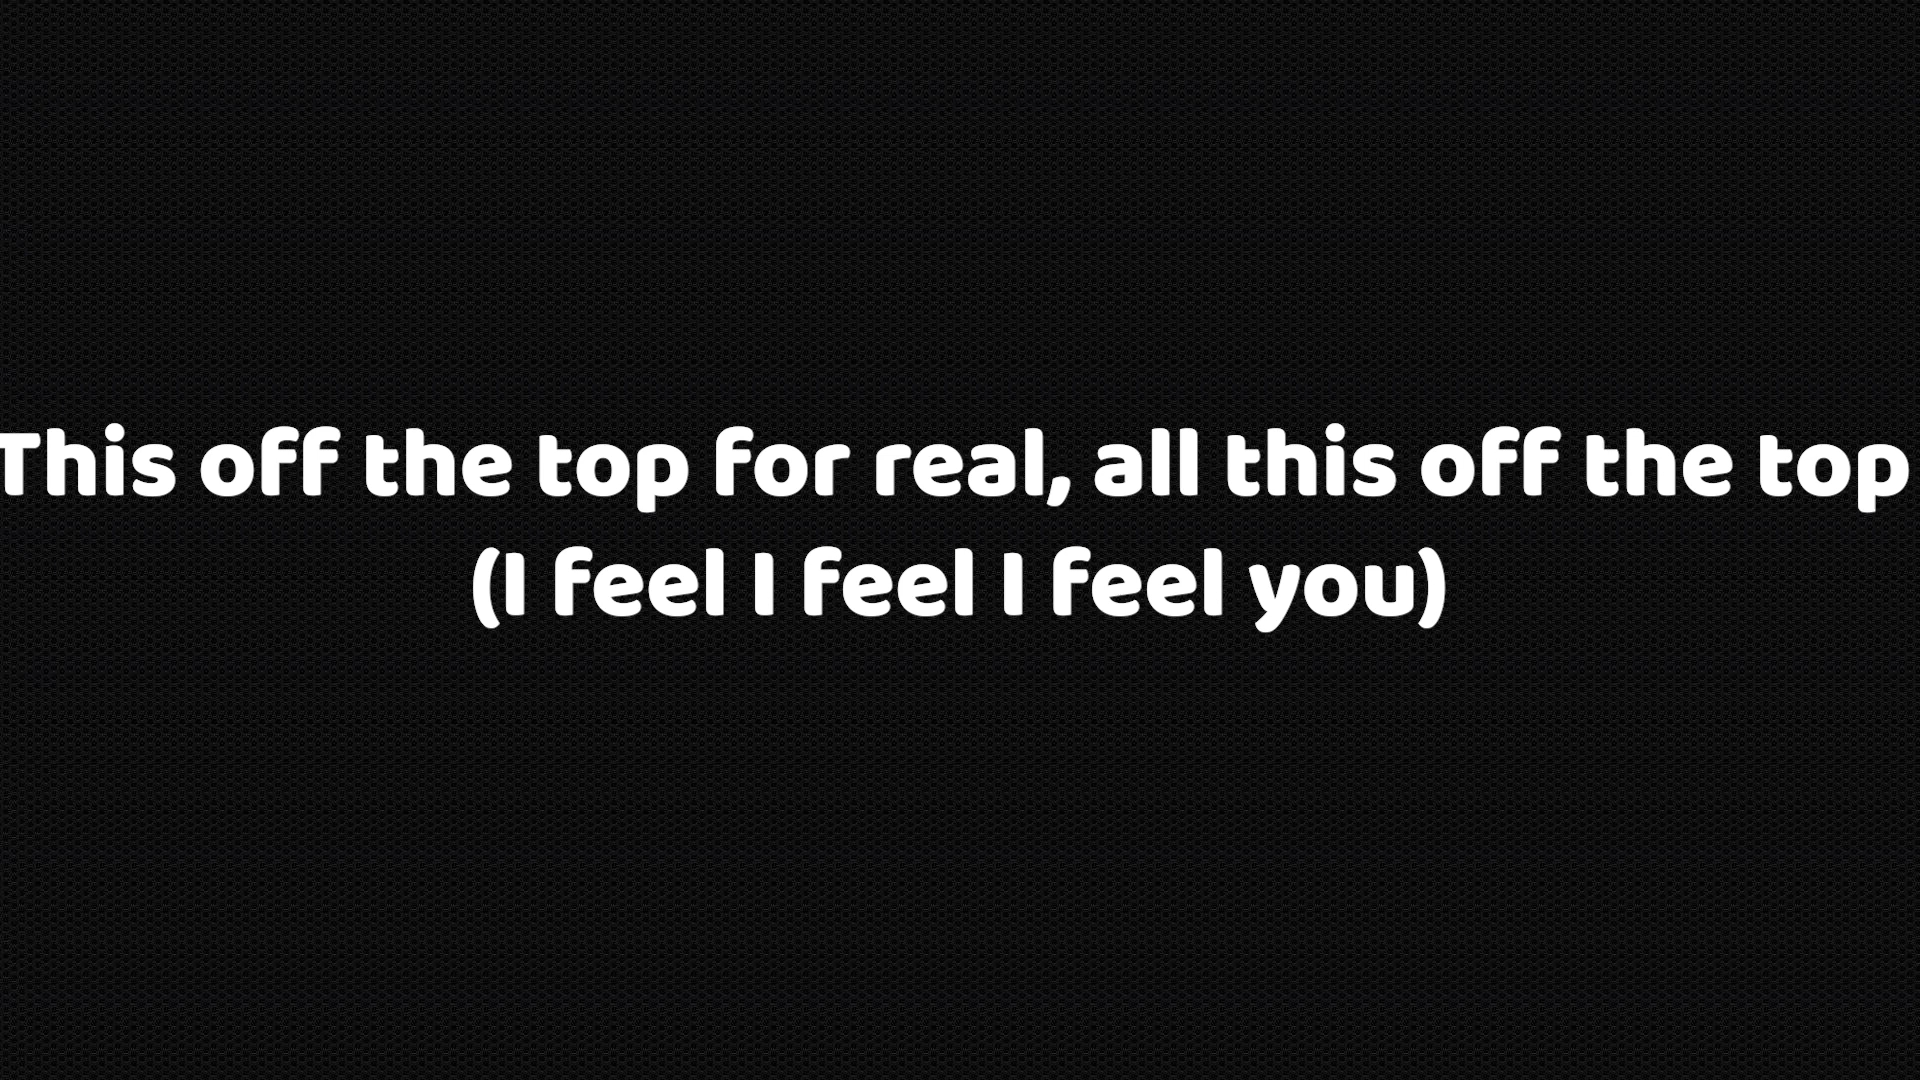 This off the top for real, all this off the top
(I feel I feel I feel you)